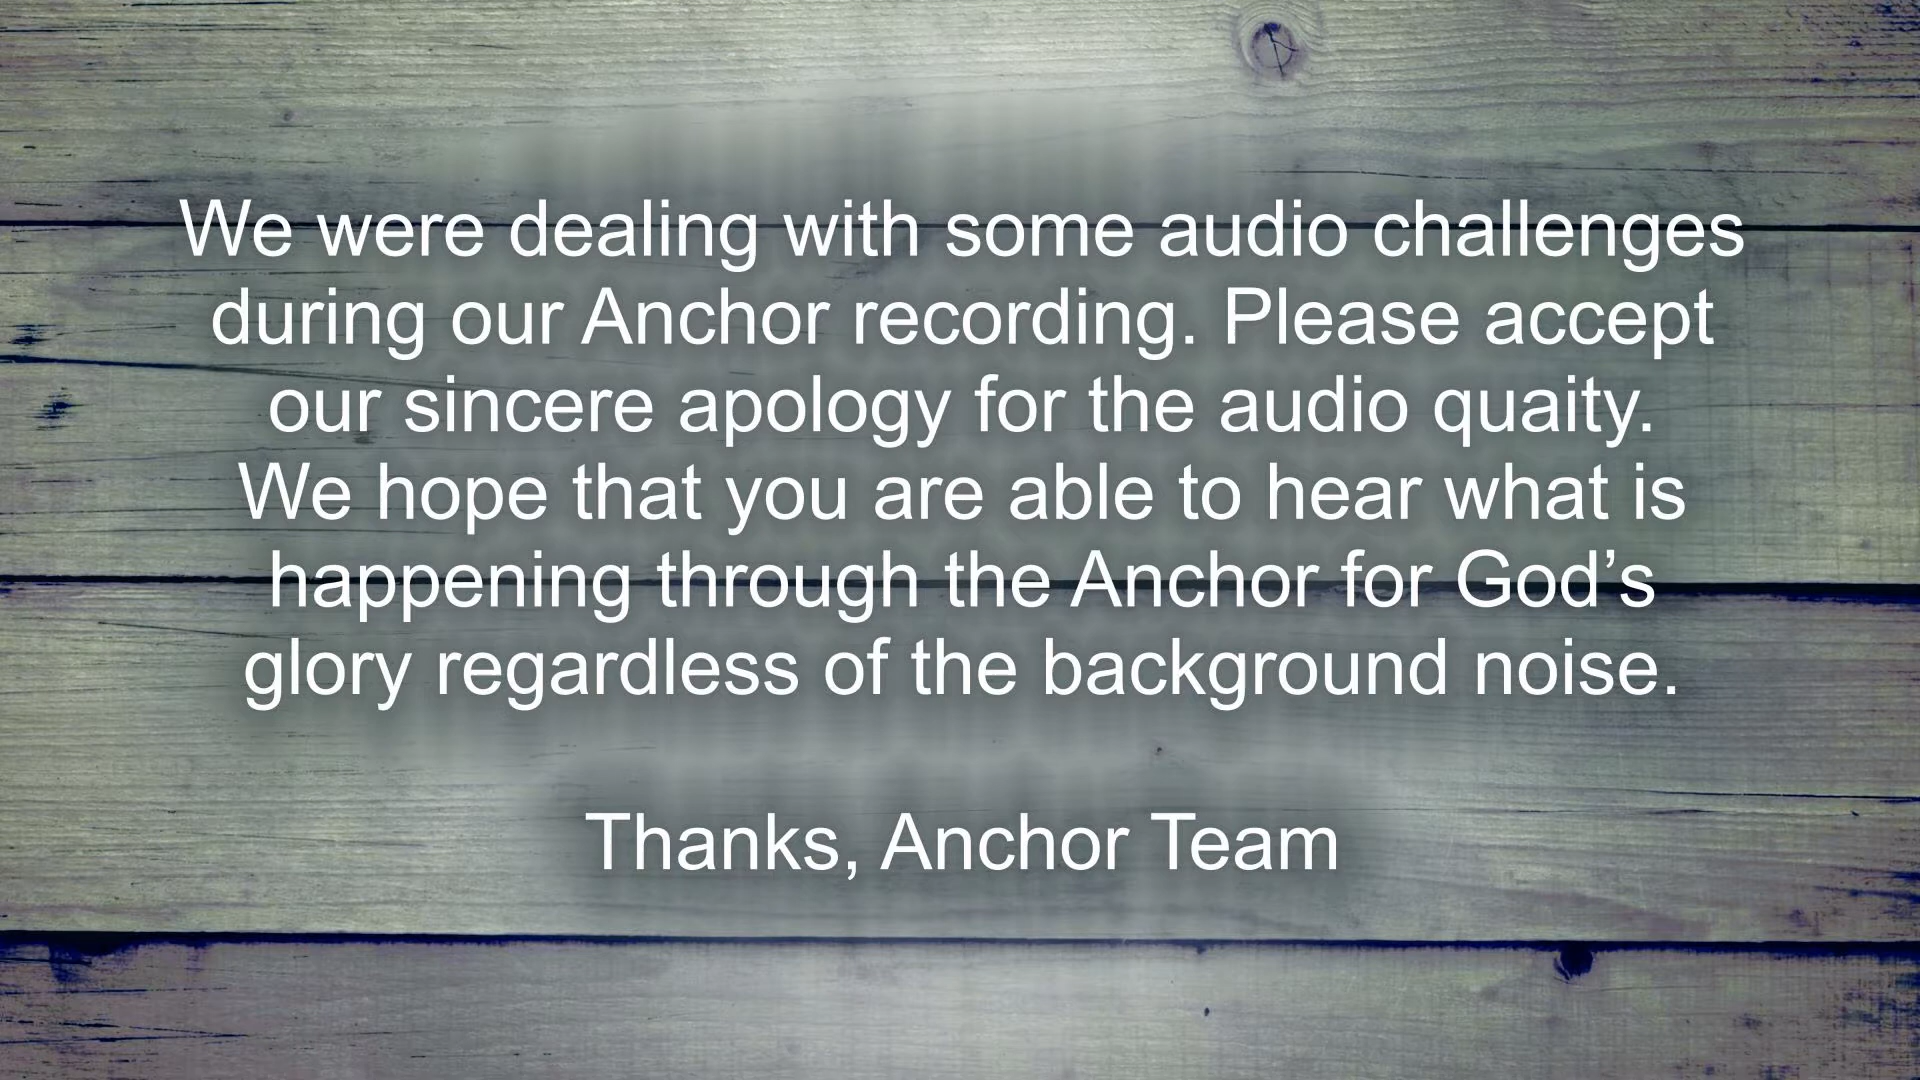 We were dealing with some audio challenges
during our Anchor recording. Please accept
our sincere apology for the audio quaity.
We hope that you are able to hear what is
happening through the Anchor for God’s
glory regardless of the background noise.
Thanks, Anchor Team